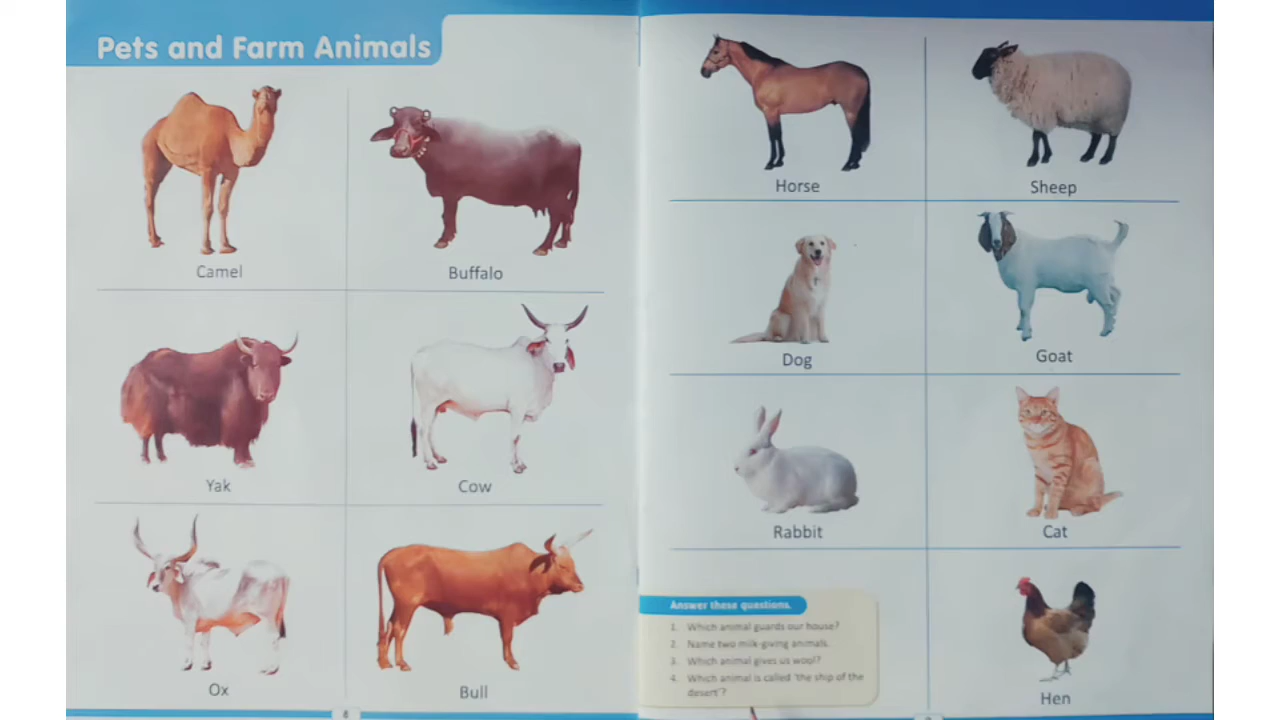 Pets and Farm Animals
Camel
Buffalo
Yak
Cow
Ox
Bull
8
Horse
Sheep
Dog
Goat
Rabbit
Cat
Answer these questions.
1. Which animal guards our house?
2. Name two milk-giving animals.
3. Which animal gives us wool?
4. Which animal is called 'the ship of the
desert'?
Hen